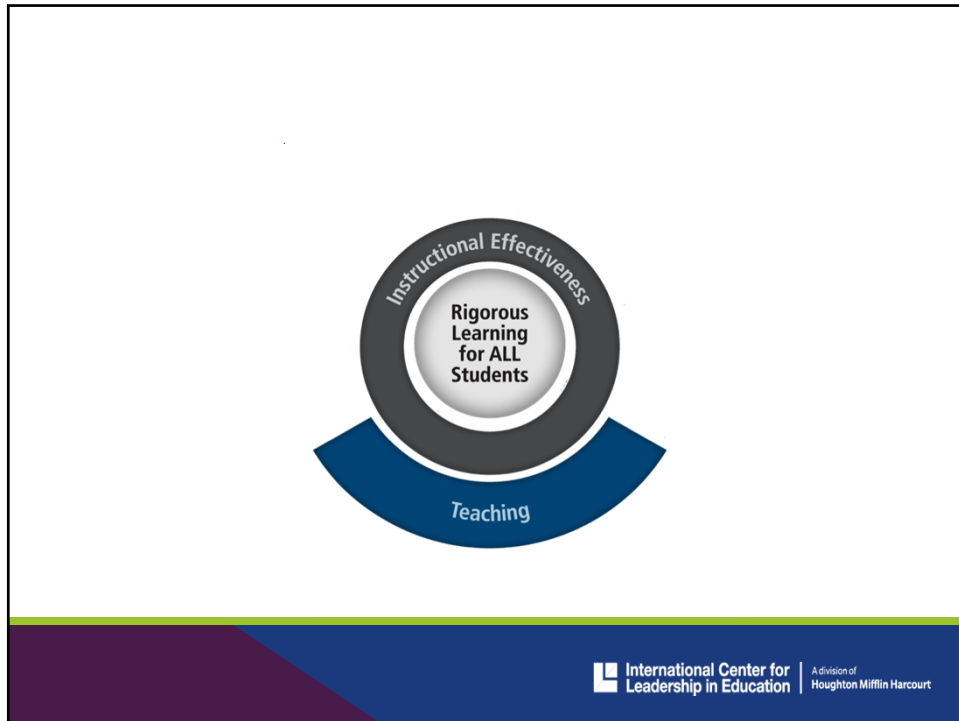 Instructional Effectiveness
Rigorous
Learning
for ALL
Students
Teaching
International Center for
Leadership in Education
A division of
Houghton Mifflin Harcourt